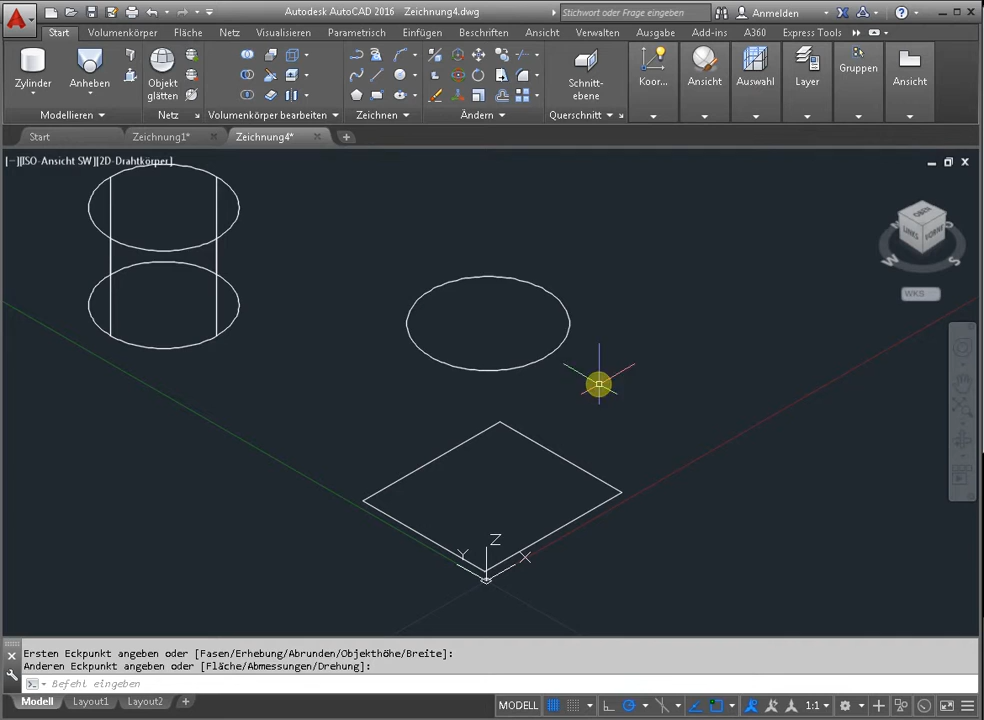 Autodesk AutoCAD 2016 Zeichnung4.dwg
Stichwort oder Frage eingeben
Anmelden
Start Volumenkörper Fläche Netz Visualisieren Parametrisch Einfügen Beschriften Ansicht Verwalten Ausgabe Add-ins A360 Express Tools
Zylinder Anheben Objekt glätten Schnitt-ebene Koor... Ansicht Auswahl Layer Gruppen Ansicht
Modellieren Netz Volumenkörper bearbeiten Zeichnen Ändern Querschnitt
Start Zeichnung1* Zeichnung4*
[−][ISO-Ansicht SW][2D-Drahtkörper]
OBEN
LINKS VORNE
W S
WKS
Z
Y X
Ersten Eckpunkt angeben oder [Fasen/Erhebung/Abrunden/Objekthöhe/Breite]:
Anderen Eckpunkt angeben oder [Fläche/Abmessungen/Drehung]:
Befehl eingeben
Modell Layout1 Layout2
MODELL 1:1